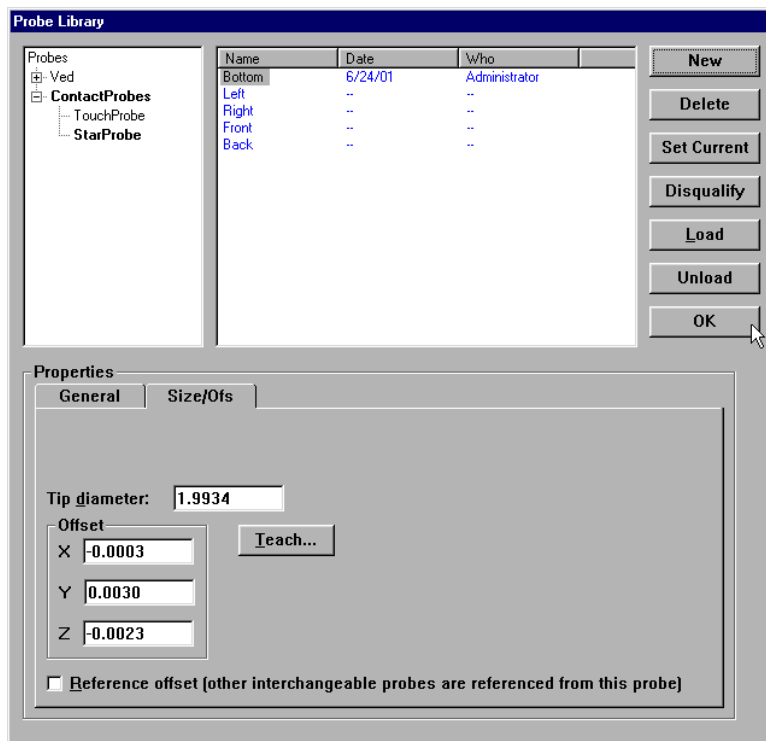 Probe Library
Probes
Ved
ContactProbes
TouchProbe
StarProbe
Name Date Who
Bottom 6/24/01 Administrator
Left -- --
Right -- --
Front -- --
Back -- --
New
Delete
Set Current
Disqualify
Load
Unload
OK
Properties
General Size/Ofs
Tip diameter: 1.9934
Offset
X -0.0003
Y 0.0030
Z -0.0023
Teach...
Reference offset (other interchangeable probes are referenced from this probe)